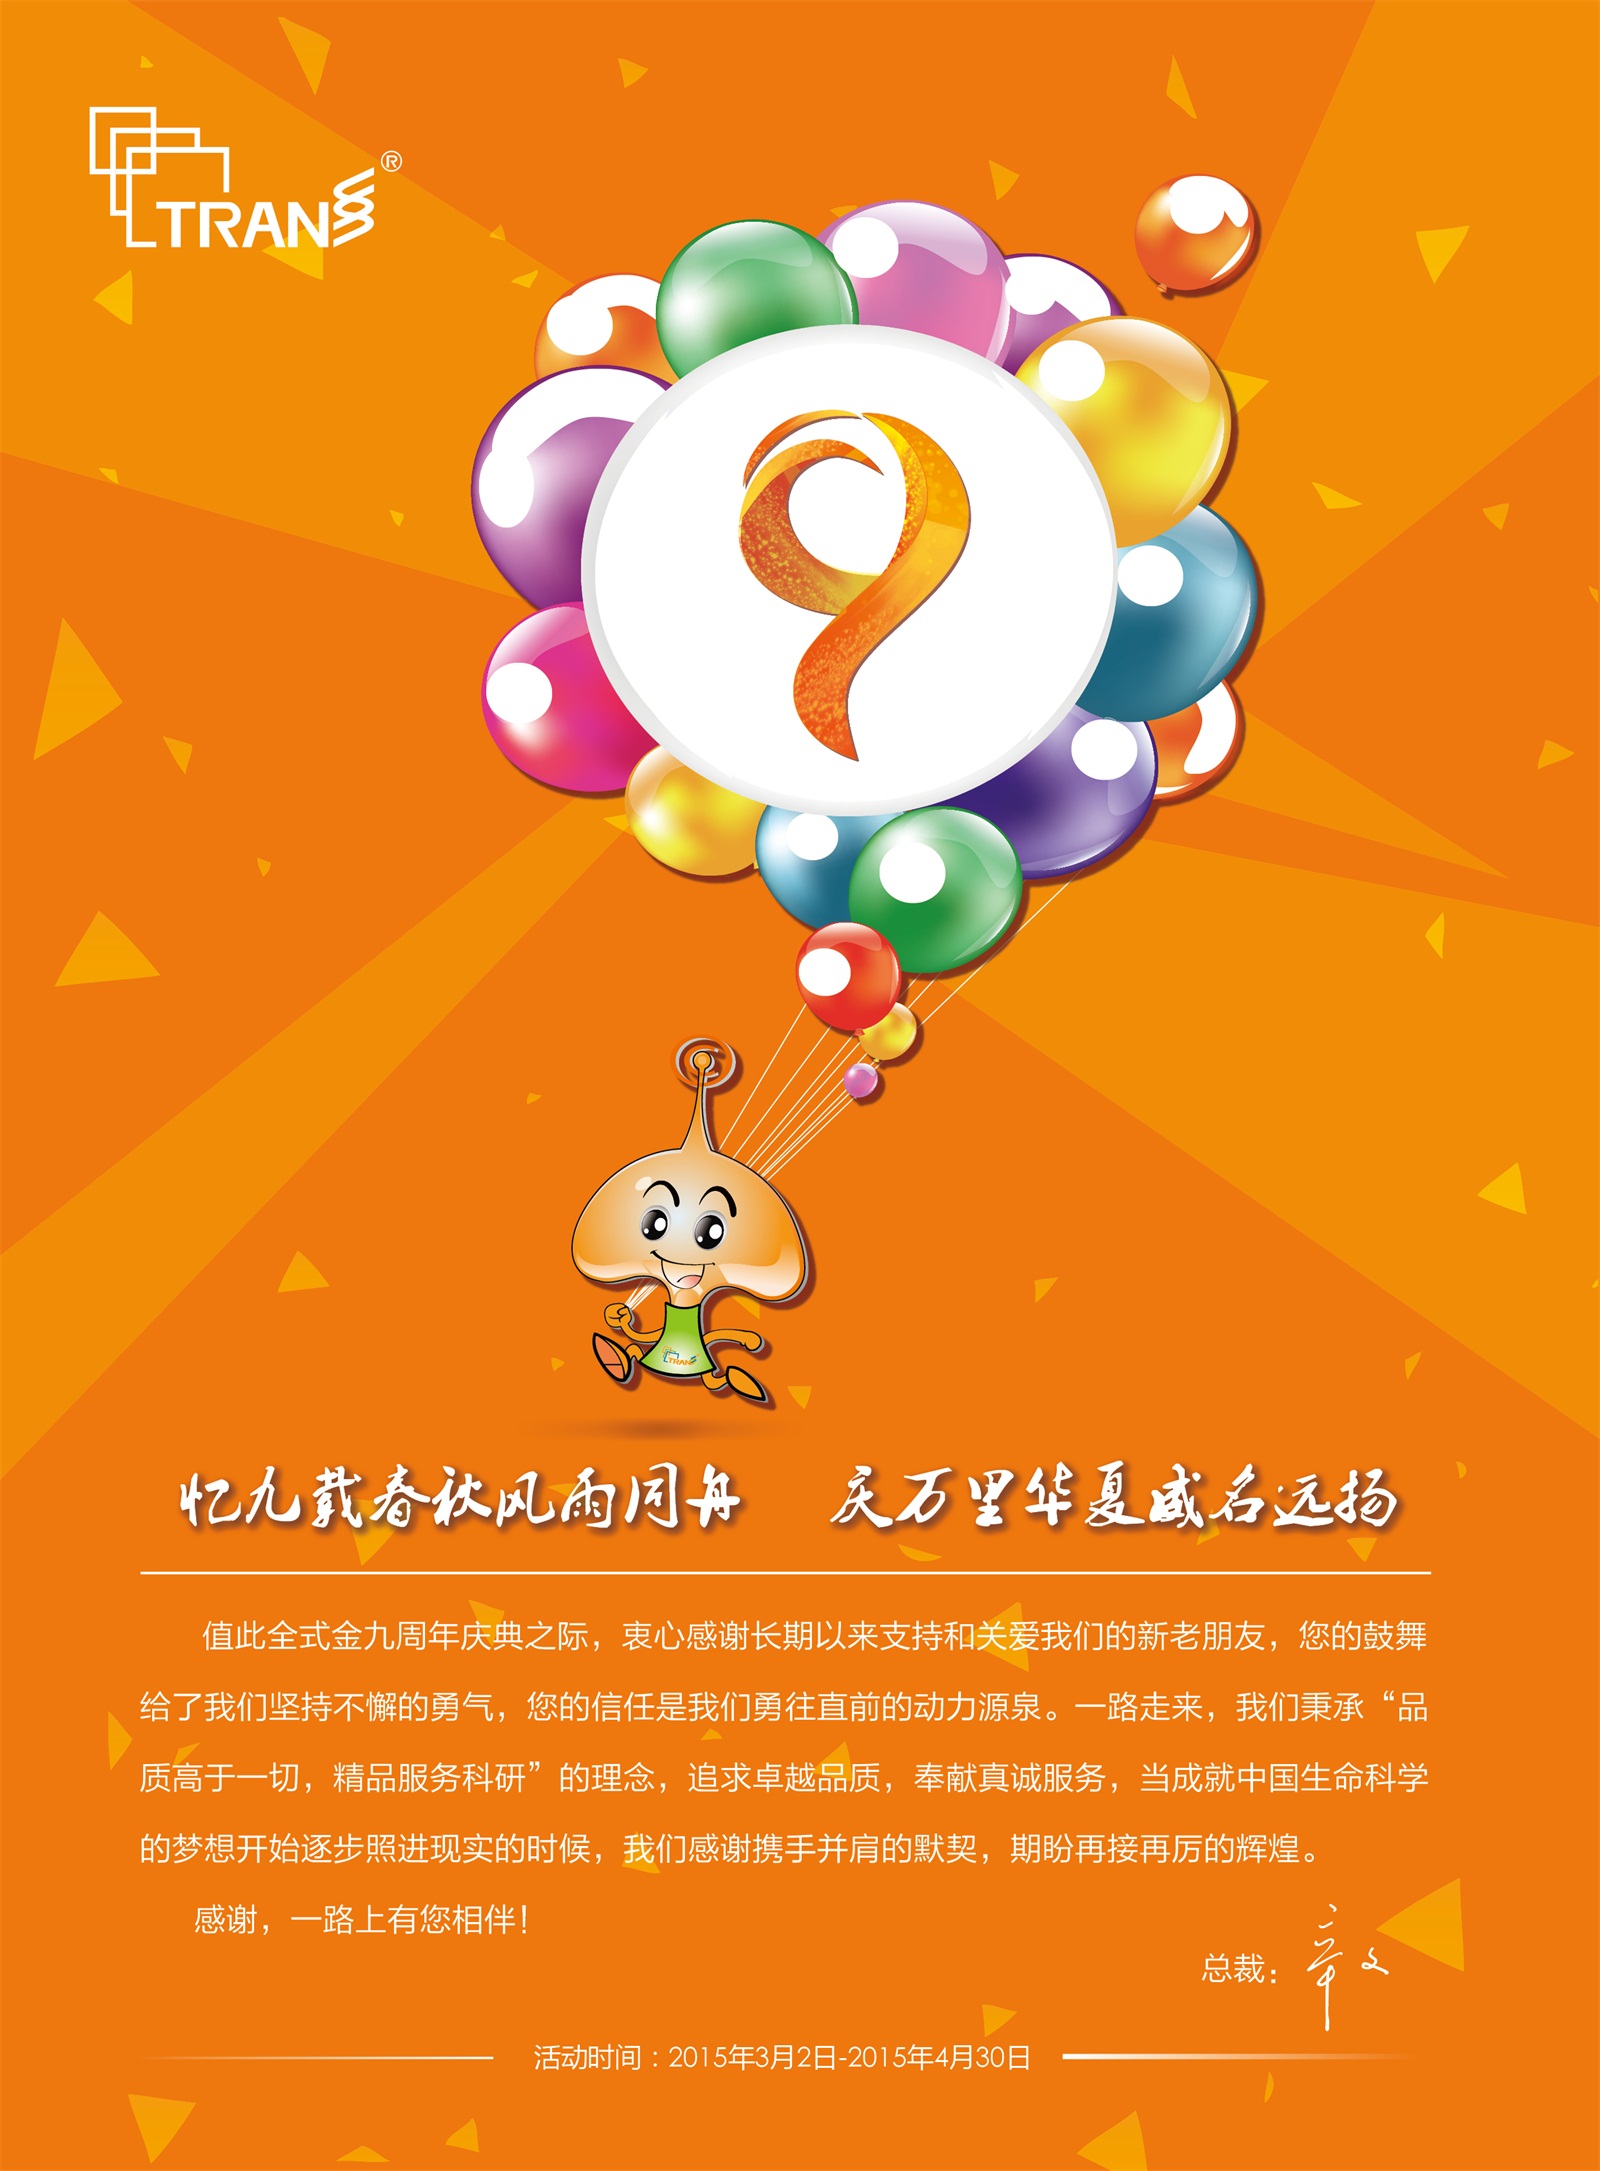 TRANS®
忆九载春秋风雨同舟 庆万里华夏威名远扬
值此全式金九周年庆典之际，衷心感谢长期以来支持和关爱我们的新老朋友，您的鼓舞
给了我们坚持不懈的勇气，您的信任是我们勇往直前的动力源泉。一路走来，我们秉承“品
质高于一切，精品服务科研”的理念，追求卓越品质，奉献真诚服务，当成就中国生命科学
的梦想开始逐步照进现实的时候，我们感谢携手并肩的默契，期盼再接再厉的辉煌。
感谢，一路上有您相伴！
总裁：
活动时间：2015年3月2日-2015年4月30日
TRANS